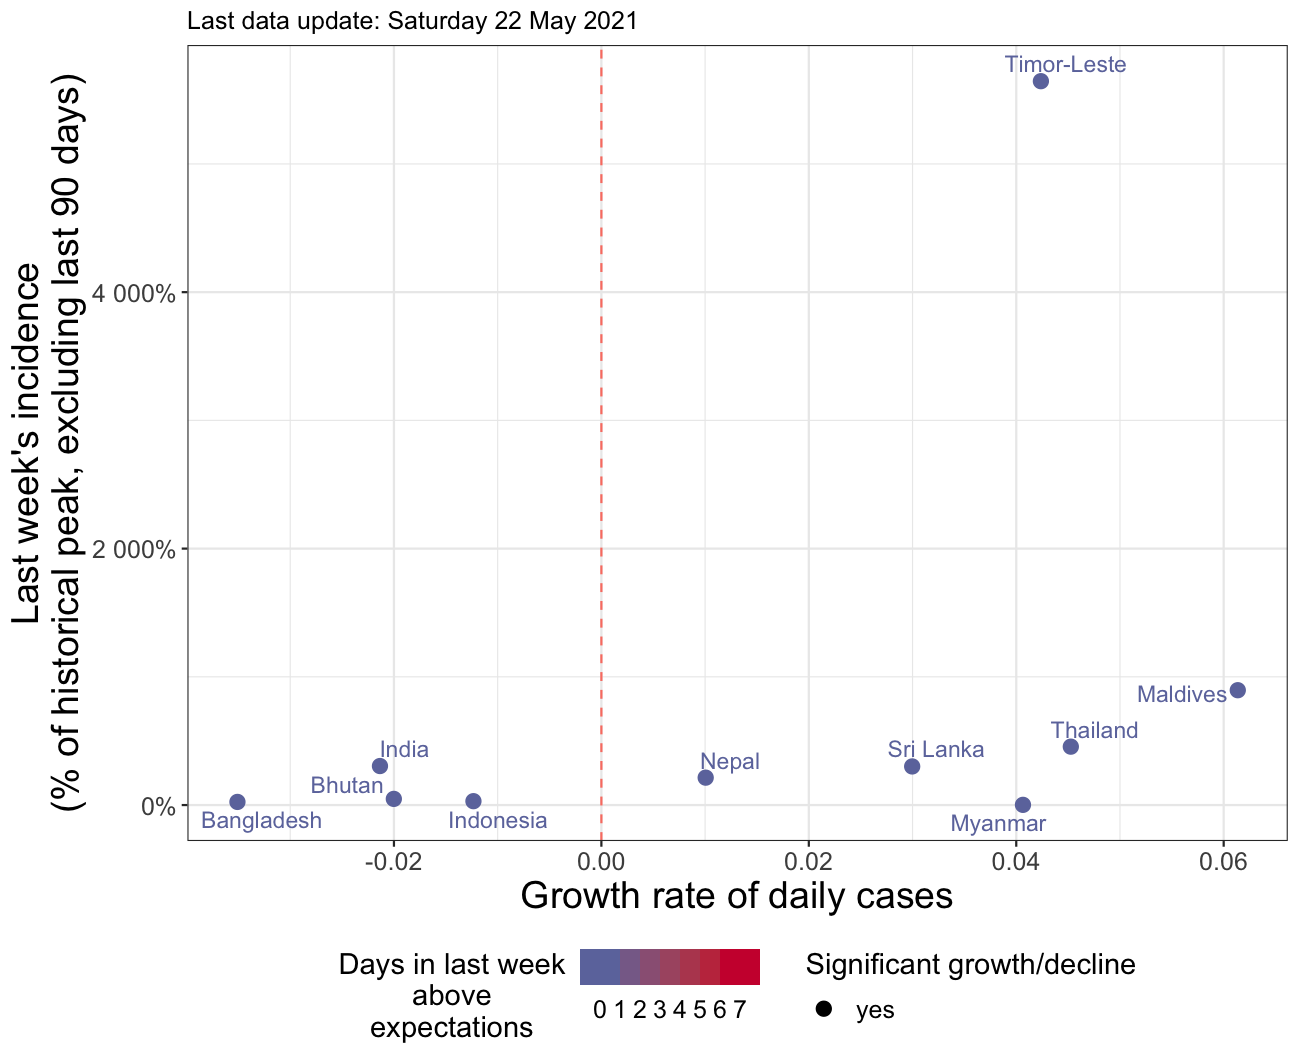 Last data update: Saturday 22 May 2021
Last week's incidence
(% of historical peak, excluding last 90 days)
4 000%
2 000%
0%
Timor-Leste
Maldives
Thailand
Sri Lanka
Nepal
India
Bhutan
Bangladesh
Indonesia
Myanmar
-0.02
0.00
0.02
0.04
0.06
Growth rate of daily cases
Days in last week
above
expectations
0 1 2 3 4 5 6 7
Significant growth/decline
yes